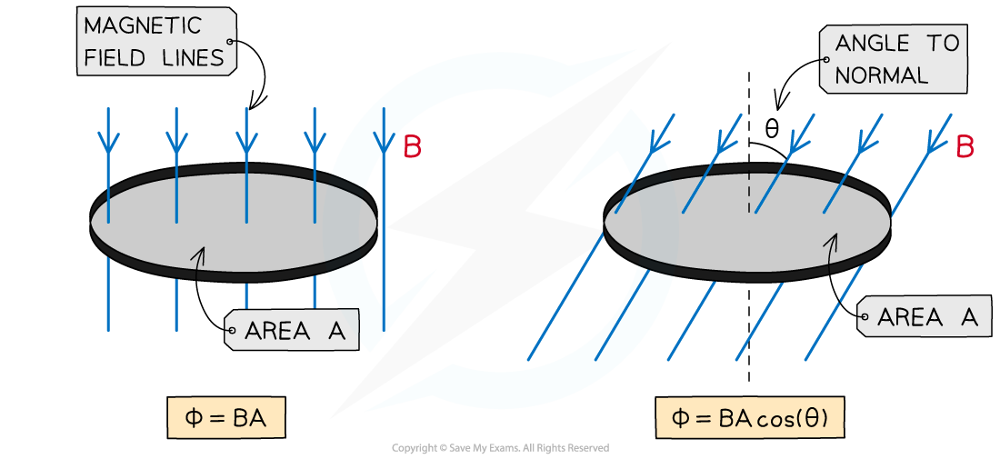 MAGNETIC
FIELD LINES
B
AREA A
Φ = BA
ANGLE TO
NORMAL
θ
B
AREA A
Φ = BA cos(θ)
Copyright © Save My Exams. All Rights Reserved